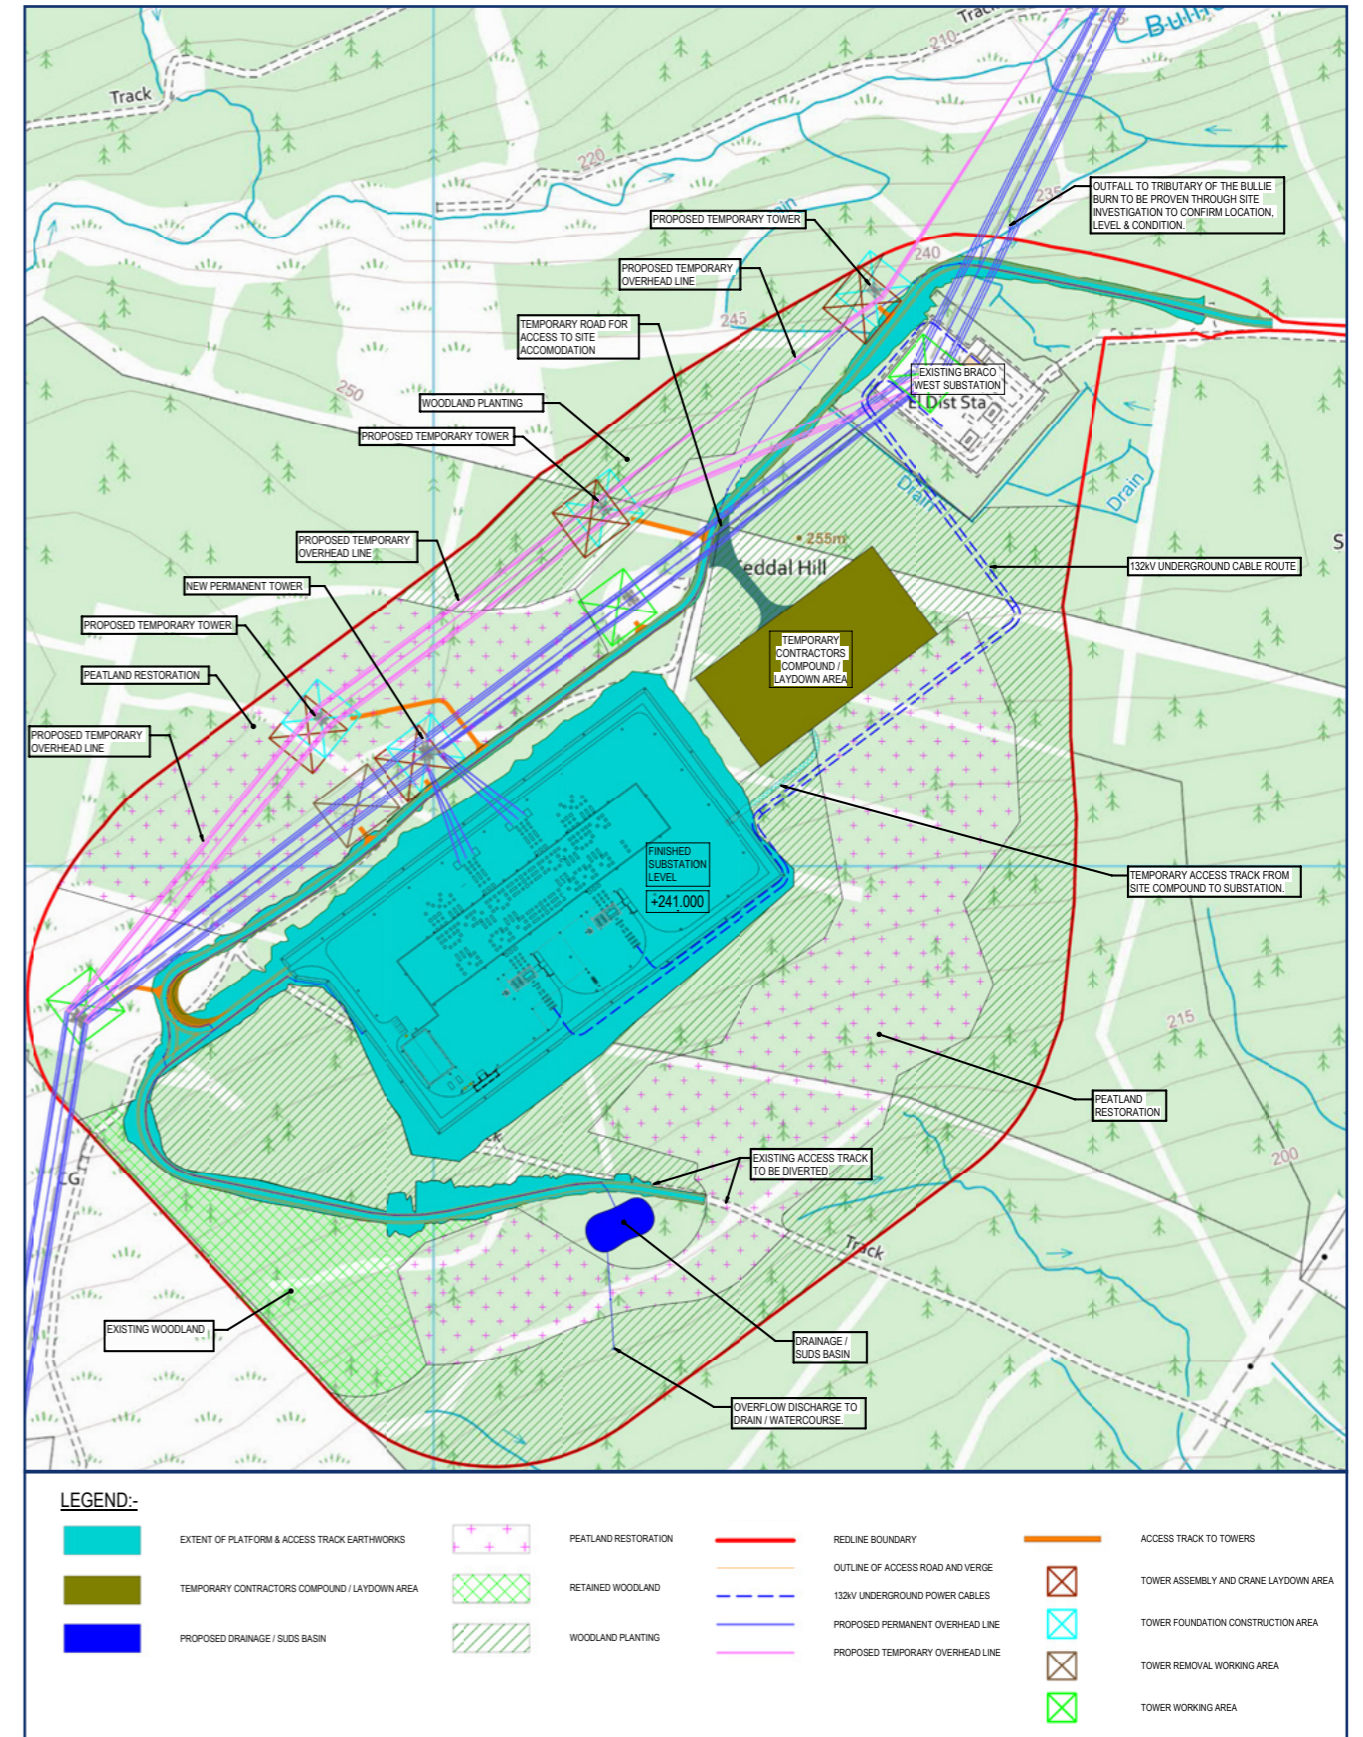 Track
Track
210
205
220
235
OUTFALL TO TRIBUTARY OF THE BULLIE
BURN TO BE PROVEN THROUGH SITE
INVESTIGATION TO CONFIRM LOCATION,
LEVEL & CONDITION.
PROPOSED TEMPORARY TOWER
240
PROPOSED TEMPORARY
OVERHEAD LINE
245
TEMPORARY ROAD FOR
ACCESS TO SITE
ACCOMODATION
EXISTING BRACO
WEST SUBSTATION
El Dist Sta
250
WOODLAND PLANTING
PROPOSED TEMPORARY TOWER
Drain
Drain
255m
eddal Hill
PROPOSED TEMPORARY
OVERHEAD LINE
132kV UNDERGROUND CABLE ROUTE
NEW PERMANENT TOWER
PROPOSED TEMPORARY TOWER
TEMPORARY
CONTRACTORS
COMPOUND /
LAYDOWN AREA
PEATLAND RESTORATION
PROPOSED TEMPORARY
OVERHEAD LINE
FINISHED
SUBSTATION
LEVEL
+241.000
TEMPORARY ACCESS TRACK FROM
SITE COMPOUND TO SUBSTATION.
215
PEATLAND
RESTORATION
EXISTING ACCESS TRACK
TO BE DIVERTED.
200
CG
Track
EXISTING WOODLAND
DRAINAGE /
SUDS BASIN
OVERFLOW DISCHARGE TO
DRAIN / WATERCOURSE.
LEGEND:-
EXTENT OF PLATFORM & ACCESS TRACK EARTHWORKS
TEMPORARY CONTRACTORS COMPOUND / LAYDOWN AREA
PROPOSED DRAINAGE / SUDS BASIN
PEATLAND RESTORATION
RETAINED WOODLAND
WOODLAND PLANTING
REDLINE BOUNDARY
OUTLINE OF ACCESS ROAD AND VERGE
132kV UNDERGROUND POWER CABLES
PROPOSED PERMANENT OVERHEAD LINE
PROPOSED TEMPORARY OVERHEAD LINE
ACCESS TRACK TO TOWERS
TOWER ASSEMBLY AND CRANE LAYDOWN AREA
TOWER FOUNDATION CONSTRUCTION AREA
TOWER REMOVAL WORKING AREA
TOWER WORKING AREA